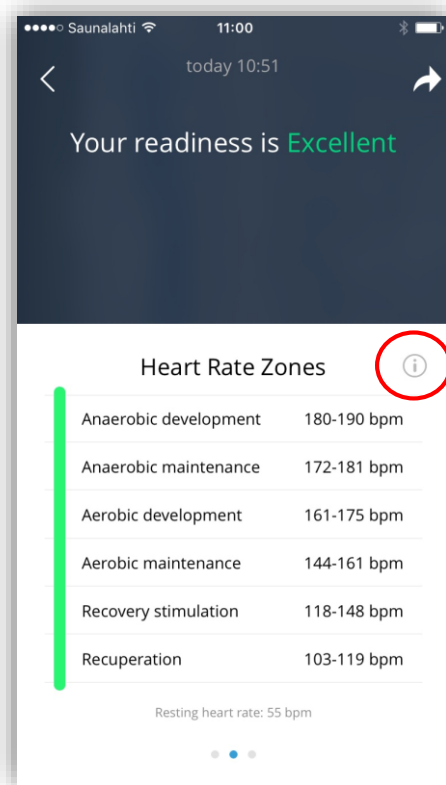 Saunalahti 11:00
today 10:51
Your readiness is Excellent
Heart Rate Zones i
Anaerobic development 180-190 bpm
Anaerobic maintenance 172-181 bpm
Aerobic development 161-175 bpm
Aerobic maintenance 144-161 bpm
Recovery stimulation 118-148 bpm
Recuperation 103-119 bpm
Resting heart rate: 55 bpm